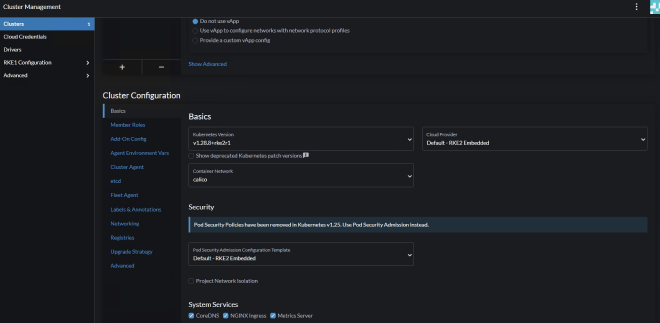 Cluster Management
Clusters 1
Cloud Credentials
Drivers
RKE1 Configuration
Advanced
Do not use vApp
Use vApp to configure networks with network protocol profiles
Provide a custom vApp config
+ −
Show Advanced
Cluster Configuration
Basics
Member Roles
Add-On Config
Agent Environment Vars
Cluster Agent
etcd
Fleet Agent
Labels & Annotations
Networking
Registries
Upgrade Strategy
Advanced
Basics
Kubernetes Version
v1.28.8+rke2r1
Cloud Provider
Default - RKE2 Embedded
Show deprecated Kubernetes patch versions
Container Network
calico
Security
Pod Security Policies have been removed in Kubernetes v1.25. Use Pod Security Admission instead.
Pod Security Admission Configuration Template
Default - RKE2 Embedded
Project Network Isolation
System Services
CoreDNS NGINX Ingress Metrics Server